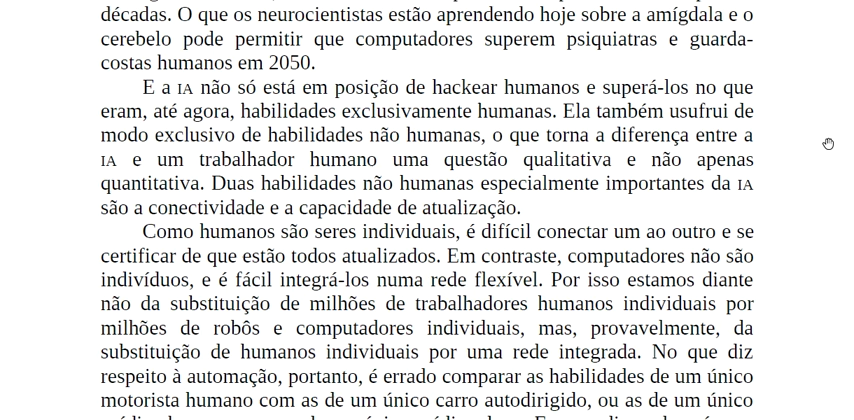 décadas. O que os neurocientistas estão aprendendo hoje sobre a amígdala e o
cerebelo pode permitir que computadores superem psiquiatras e guarda-
costas humanos em 2050.
E a IA não só está em posição de hackear humanos e superá-los no que
eram, até agora, habilidades exclusivamente humanas. Ela também usufrui de
modo exclusivo de habilidades não humanas, o que torna a diferença entre a
IA e um trabalhador humano uma questão qualitativa e não apenas
quantitativa. Duas habilidades não humanas especialmente importantes da IA
são a conectividade e a capacidade de atualização.
Como humanos são seres individuais, é difícil conectar um ao outro e se
certificar de que estão todos atualizados. Em contraste, computadores não são
indivíduos, e é fácil integrá-los numa rede flexível. Por isso estamos diante
não da substituição de milhões de trabalhadores humanos individuais por
milhões de robôs e computadores individuais, mas, provavelmente, da
substituição de humanos individuais por uma rede integrada. No que diz
respeito à automação, portanto, é errado comparar as habilidades de um único
motorista humano com as de um único carro autodirigido, ou as de um único